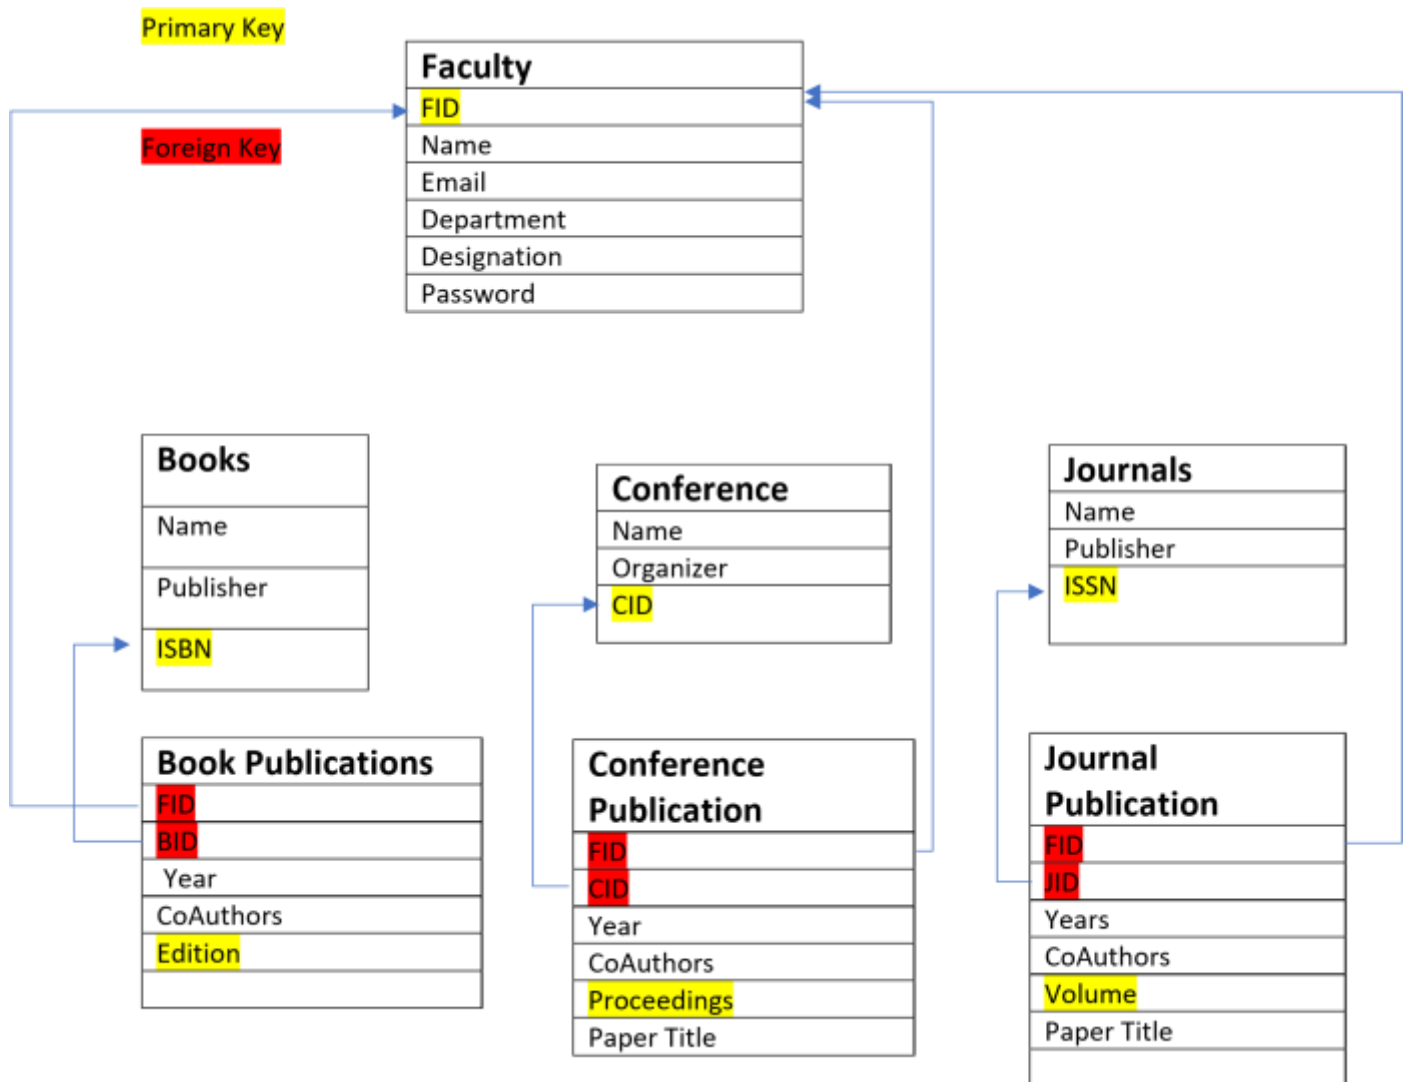 Primary Key
Foreign Key
Faculty
FID
Name
Email
Department
Designation
Password
Books
Name
Publisher
ISBN
Conference
Name
Organizer
CID
Journals
Name
Publisher
ISSN
Book Publications
FID
BID
Year
CoAuthors
Edition
Conference
Publication
FID
CID
Year
CoAuthors
Proceedings
Paper Title
Journal
Publication
FID
JID
Years
CoAuthors
Volume
Paper Title